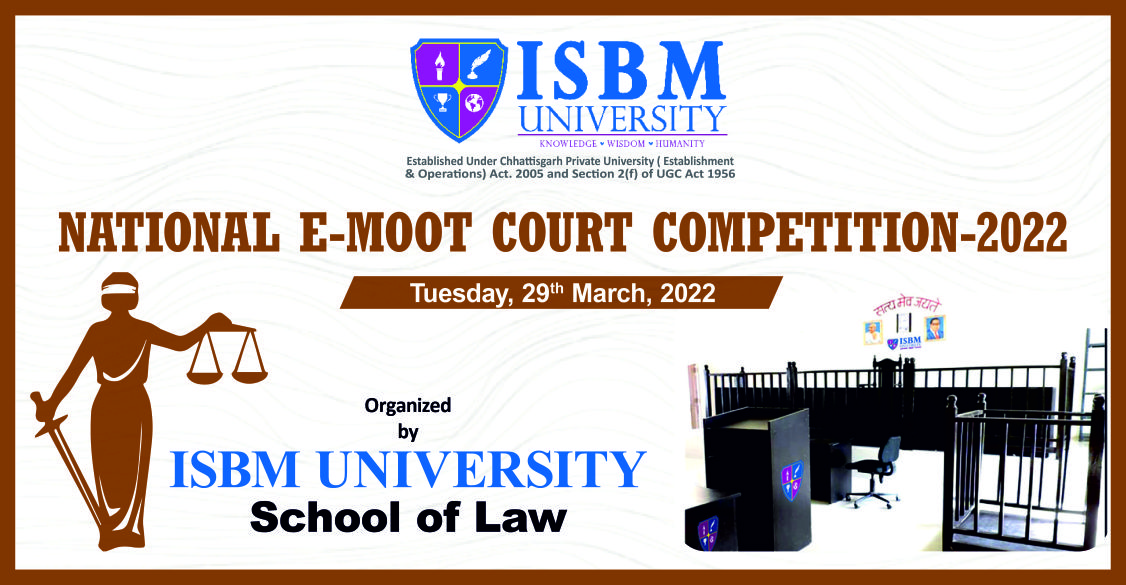 ISBM
UNIVERSITY
KNOWLEDGE • WISDOM • HUMANITY
Established Under Chhattisgarh Private University ( Establishment
& Operations) Act. 2005 and Section 2(f) of UGC Act 1956
NATIONAL E-MOOT COURT COMPETITION-2022
Tuesday, 29th March, 2022
सत्यमेव जयते
ISBM
Organized
by
ISBM UNIVERSITY
School of Law